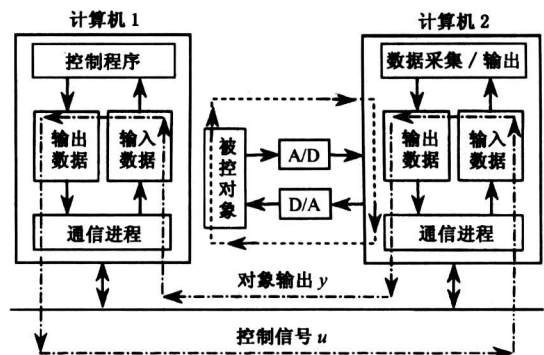 计算机 1
控制程序
输出
数据
输入
数据
通信进程
被控对象
A/D
D/A
计算机 2
数据采集 / 输出
输出
数据
输入
数据
通信进程
对象输出 y
控制信号 u